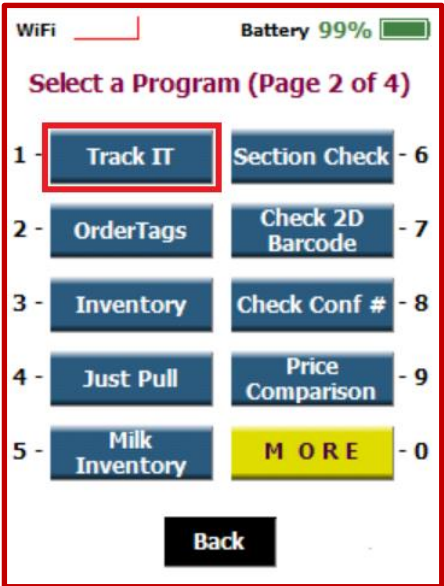 WiFi Battery 99%
Select a Program (Page 2 of 4)
1 - Track IT Section Check - 6
2 - OrderTags Check 2D Barcode - 7
3 - Inventory Check Conf # - 8
4 - Just Pull Price Comparison - 9
5 - Milk Inventory M O R E - 0
Back